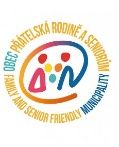 OBEC PŘÁTELSKÁ RODINĚ A SENIORŮM
FAMILY AND SENIOR FRIENDLY MUNICIPALITY